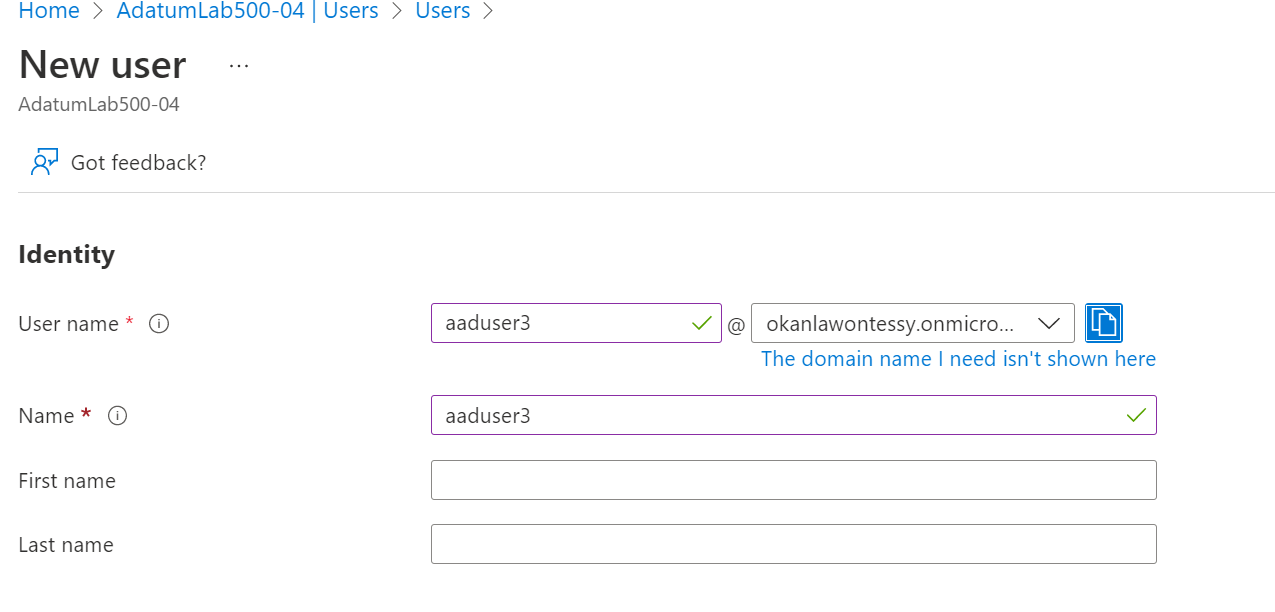 Home > AdatumLab500-04 | Users > Users >
New user ...
AdatumLab500-04
Got feedback?
Identity
User name * aaduser3 @ okanlawontessy.onmicro...
The domain name I need isn't shown here
Name * aaduser3
First name
Last name